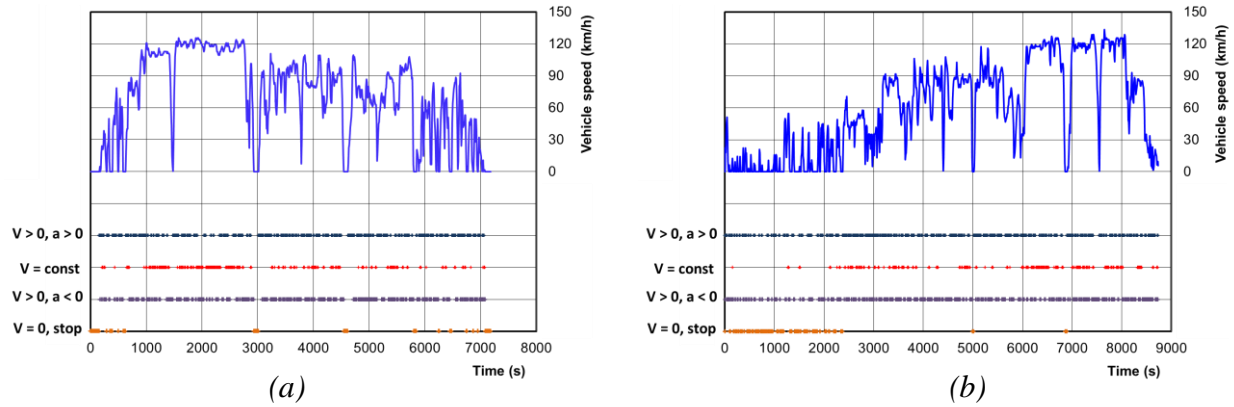 150
120
90
60
30
0
Vehicle speed (km/h)
V > 0, a > 0
V = const
V > 0, a < 0
V = 0, stop
0 1000 2000 3000 4000 5000 6000 7000 8000
Time (s)
(a)
150
120
90
60
30
0
Vehicle speed (km/h)
V > 0, a > 0
V = const
V > 0, a < 0
V = 0, stop
0 1000 2000 3000 4000 5000 6000 7000 8000 9000
Time (s)
(b)